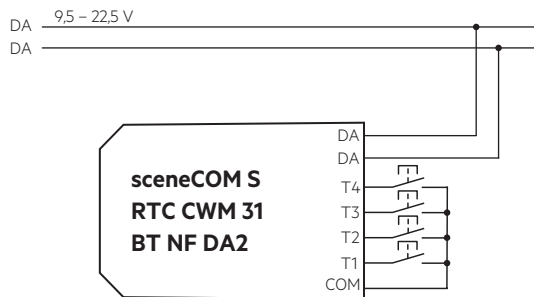 DA 9,5 – 22,5 V
DA
DA
sceneCOM S
RTC CWM 31
BT NF DA2
DA
T4
T3
T2
T1
COM